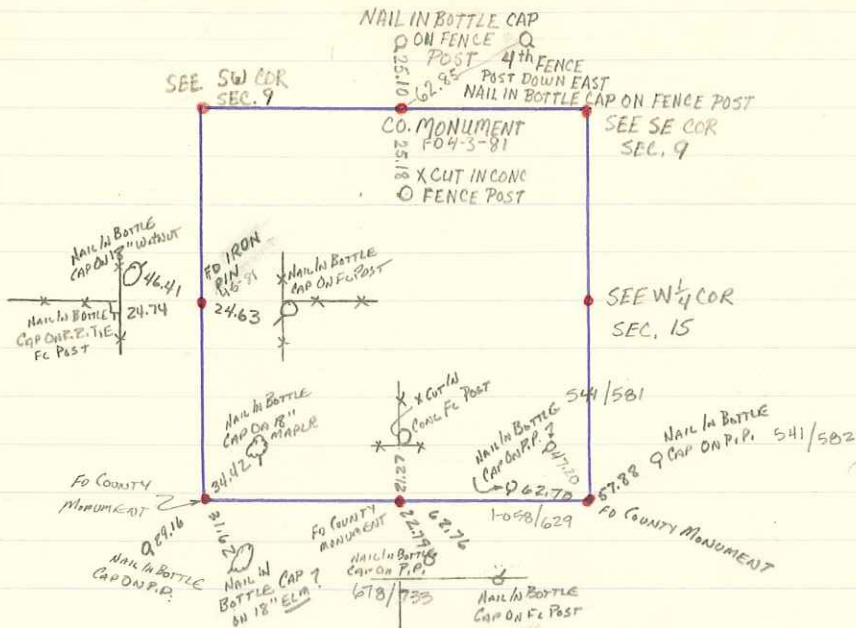 NAIL IN BOTTLE CAP
ON FENCE
POST
25.10
62.85
4th FENCE
POST DOWN EAST
NAIL IN BOTTLE CAP ON FENCE POST
SEE SW COR
SEC. 9
CO. MONUMENT
FD 4-3-81
SEE SE COR
SEC. 9
25.18
X CUT IN CONC
FENCE POST
NAIL IN BOTTLE
CAP ON 18" WALNUT
46.41
24.74
NAIL IN BOTTLE
CAP ON R.R. TIE
FC POST
FD IRON
PIN
24.63
NAIL IN BOTTLE
CAP ON FC POST
SEE W 1/4 COR
SEC. 15
NAIL IN BOTTLE
CAP ON 18"
MAPLE
34.42
X CUT IN
CONC FC POST
NAIL IN BOTTLE
CAP ON P.P. ?
47.20
62.70
541/581
NAIL IN BOTTLE
CAP ON P.P. 541/582
57.88
FD COUNTY
MONUMENT
29.16
NAIL IN BOTTLE
CAP ON P.P.
31.62
NAIL IN
BOTTLE CAP ?
ON 18" ELM
FD COUNTY
MONUMENT
22.79
62.76
NAIL IN BOTTLE
CAP ON P.P.
678/733
1-058/629
FD COUNTY MONUMENT
NAIL IN BOTTLE
CAP ON FC POST